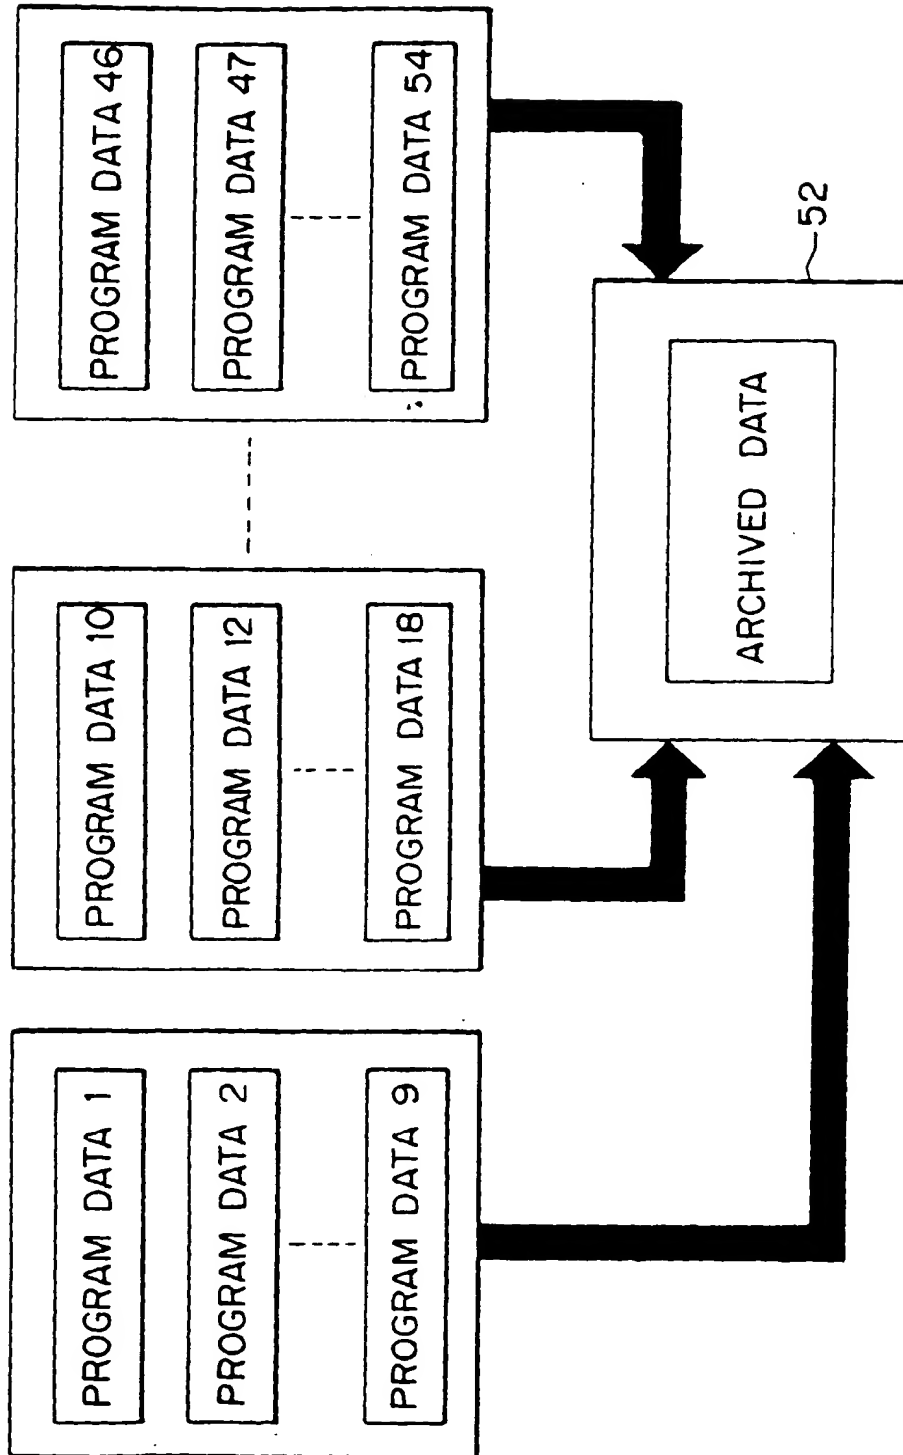 PROGRAM DATA 1
PROGRAM DATA 2
PROGRAM DATA 9
PROGRAM DATA 10
PROGRAM DATA 12
PROGRAM DATA 18
PROGRAM DATA 46
PROGRAM DATA 47
PROGRAM DATA 54
ARCHIVED DATA
52